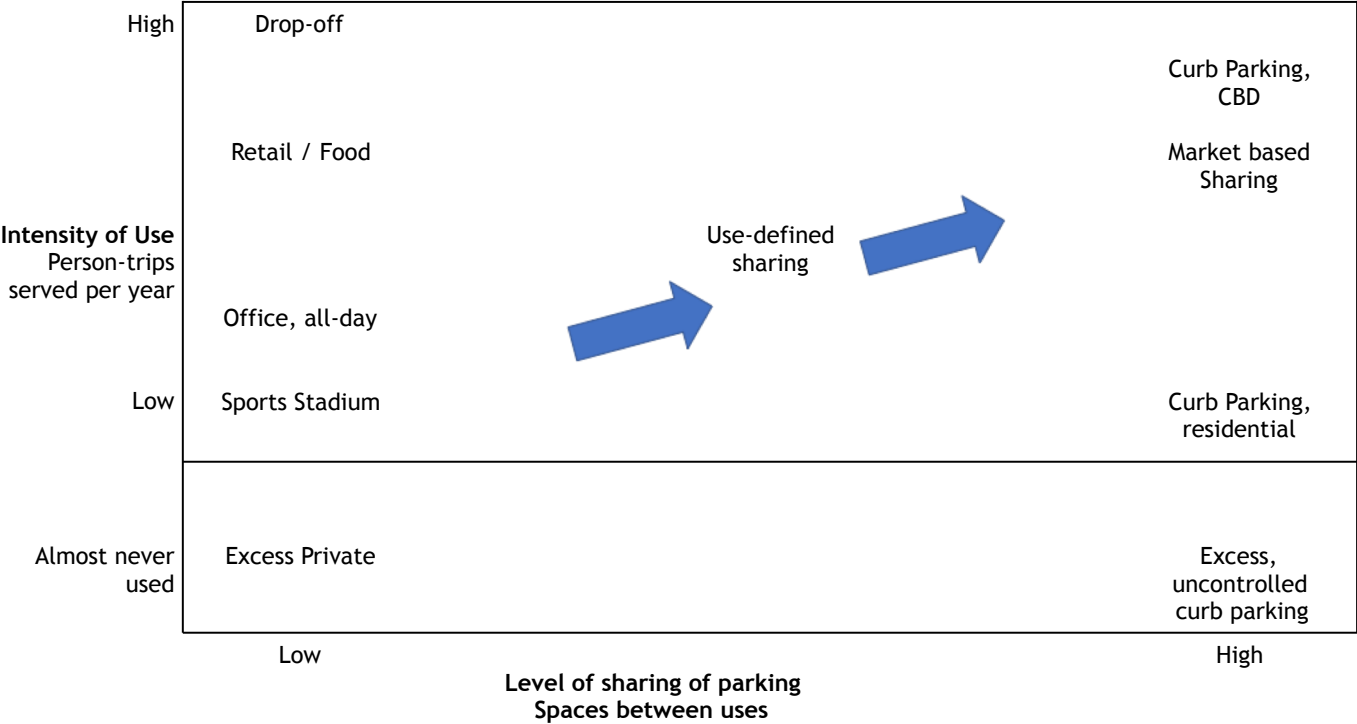 High
Drop-off
Curb Parking,
CBD
Retail / Food
Market based
Sharing
Intensity of Use
Person-trips
served per year
Use-defined
sharing
Office, all-day
Low
Sports Stadium
Curb Parking,
residential
Almost never
used
Excess Private
Excess,
uncontrolled
curb parking
Low
High
Level of sharing of parking
Spaces between uses